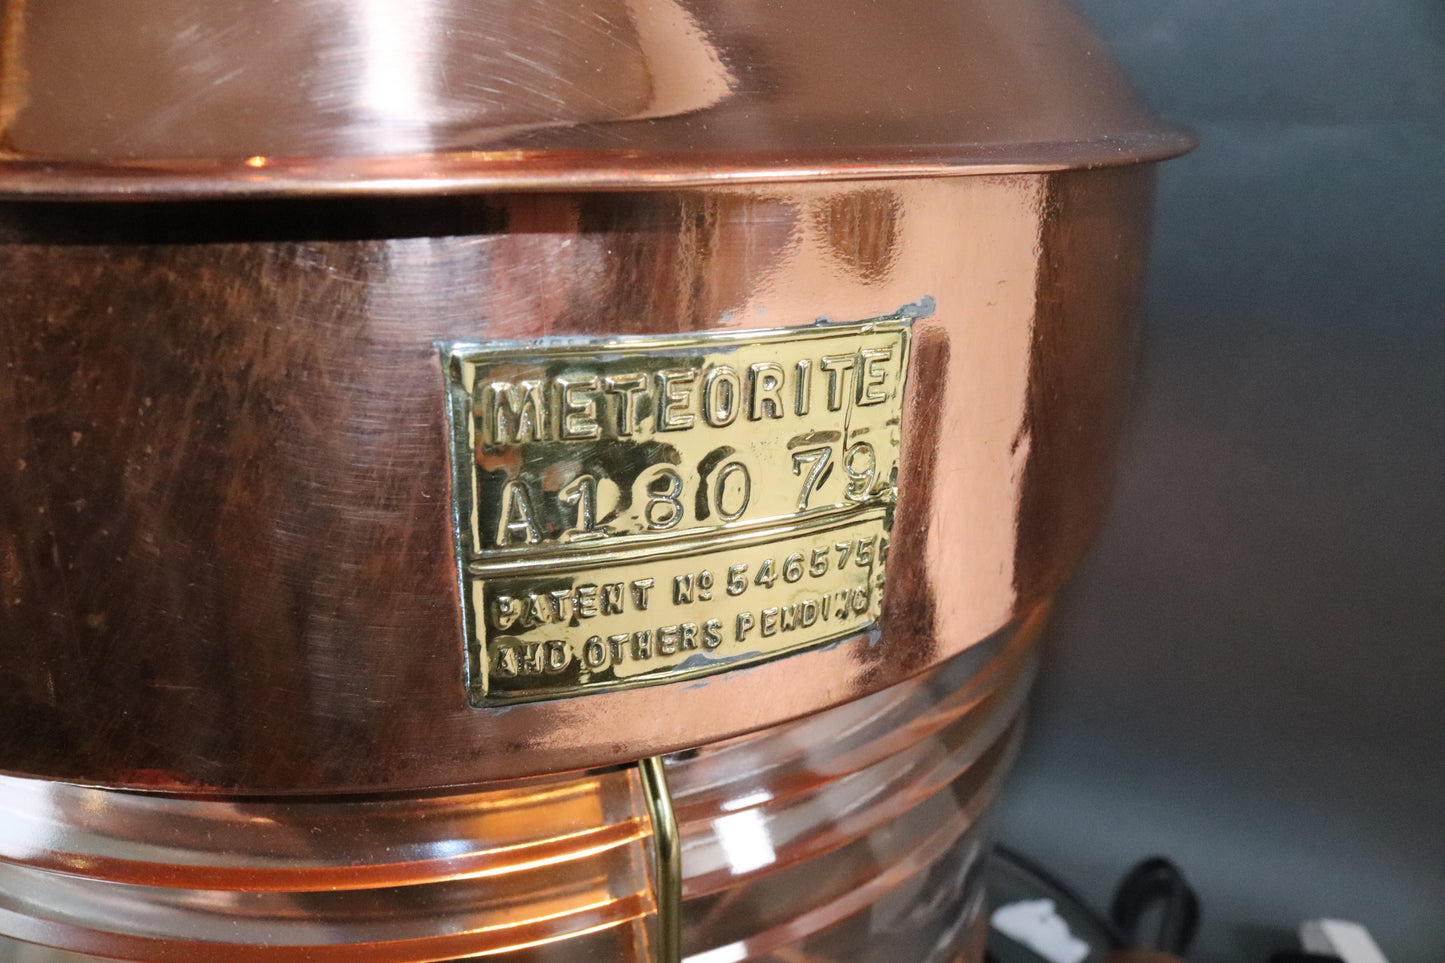 METEORITE
A180 79
PATENT Nº 546575
AND OTHERS PENDING